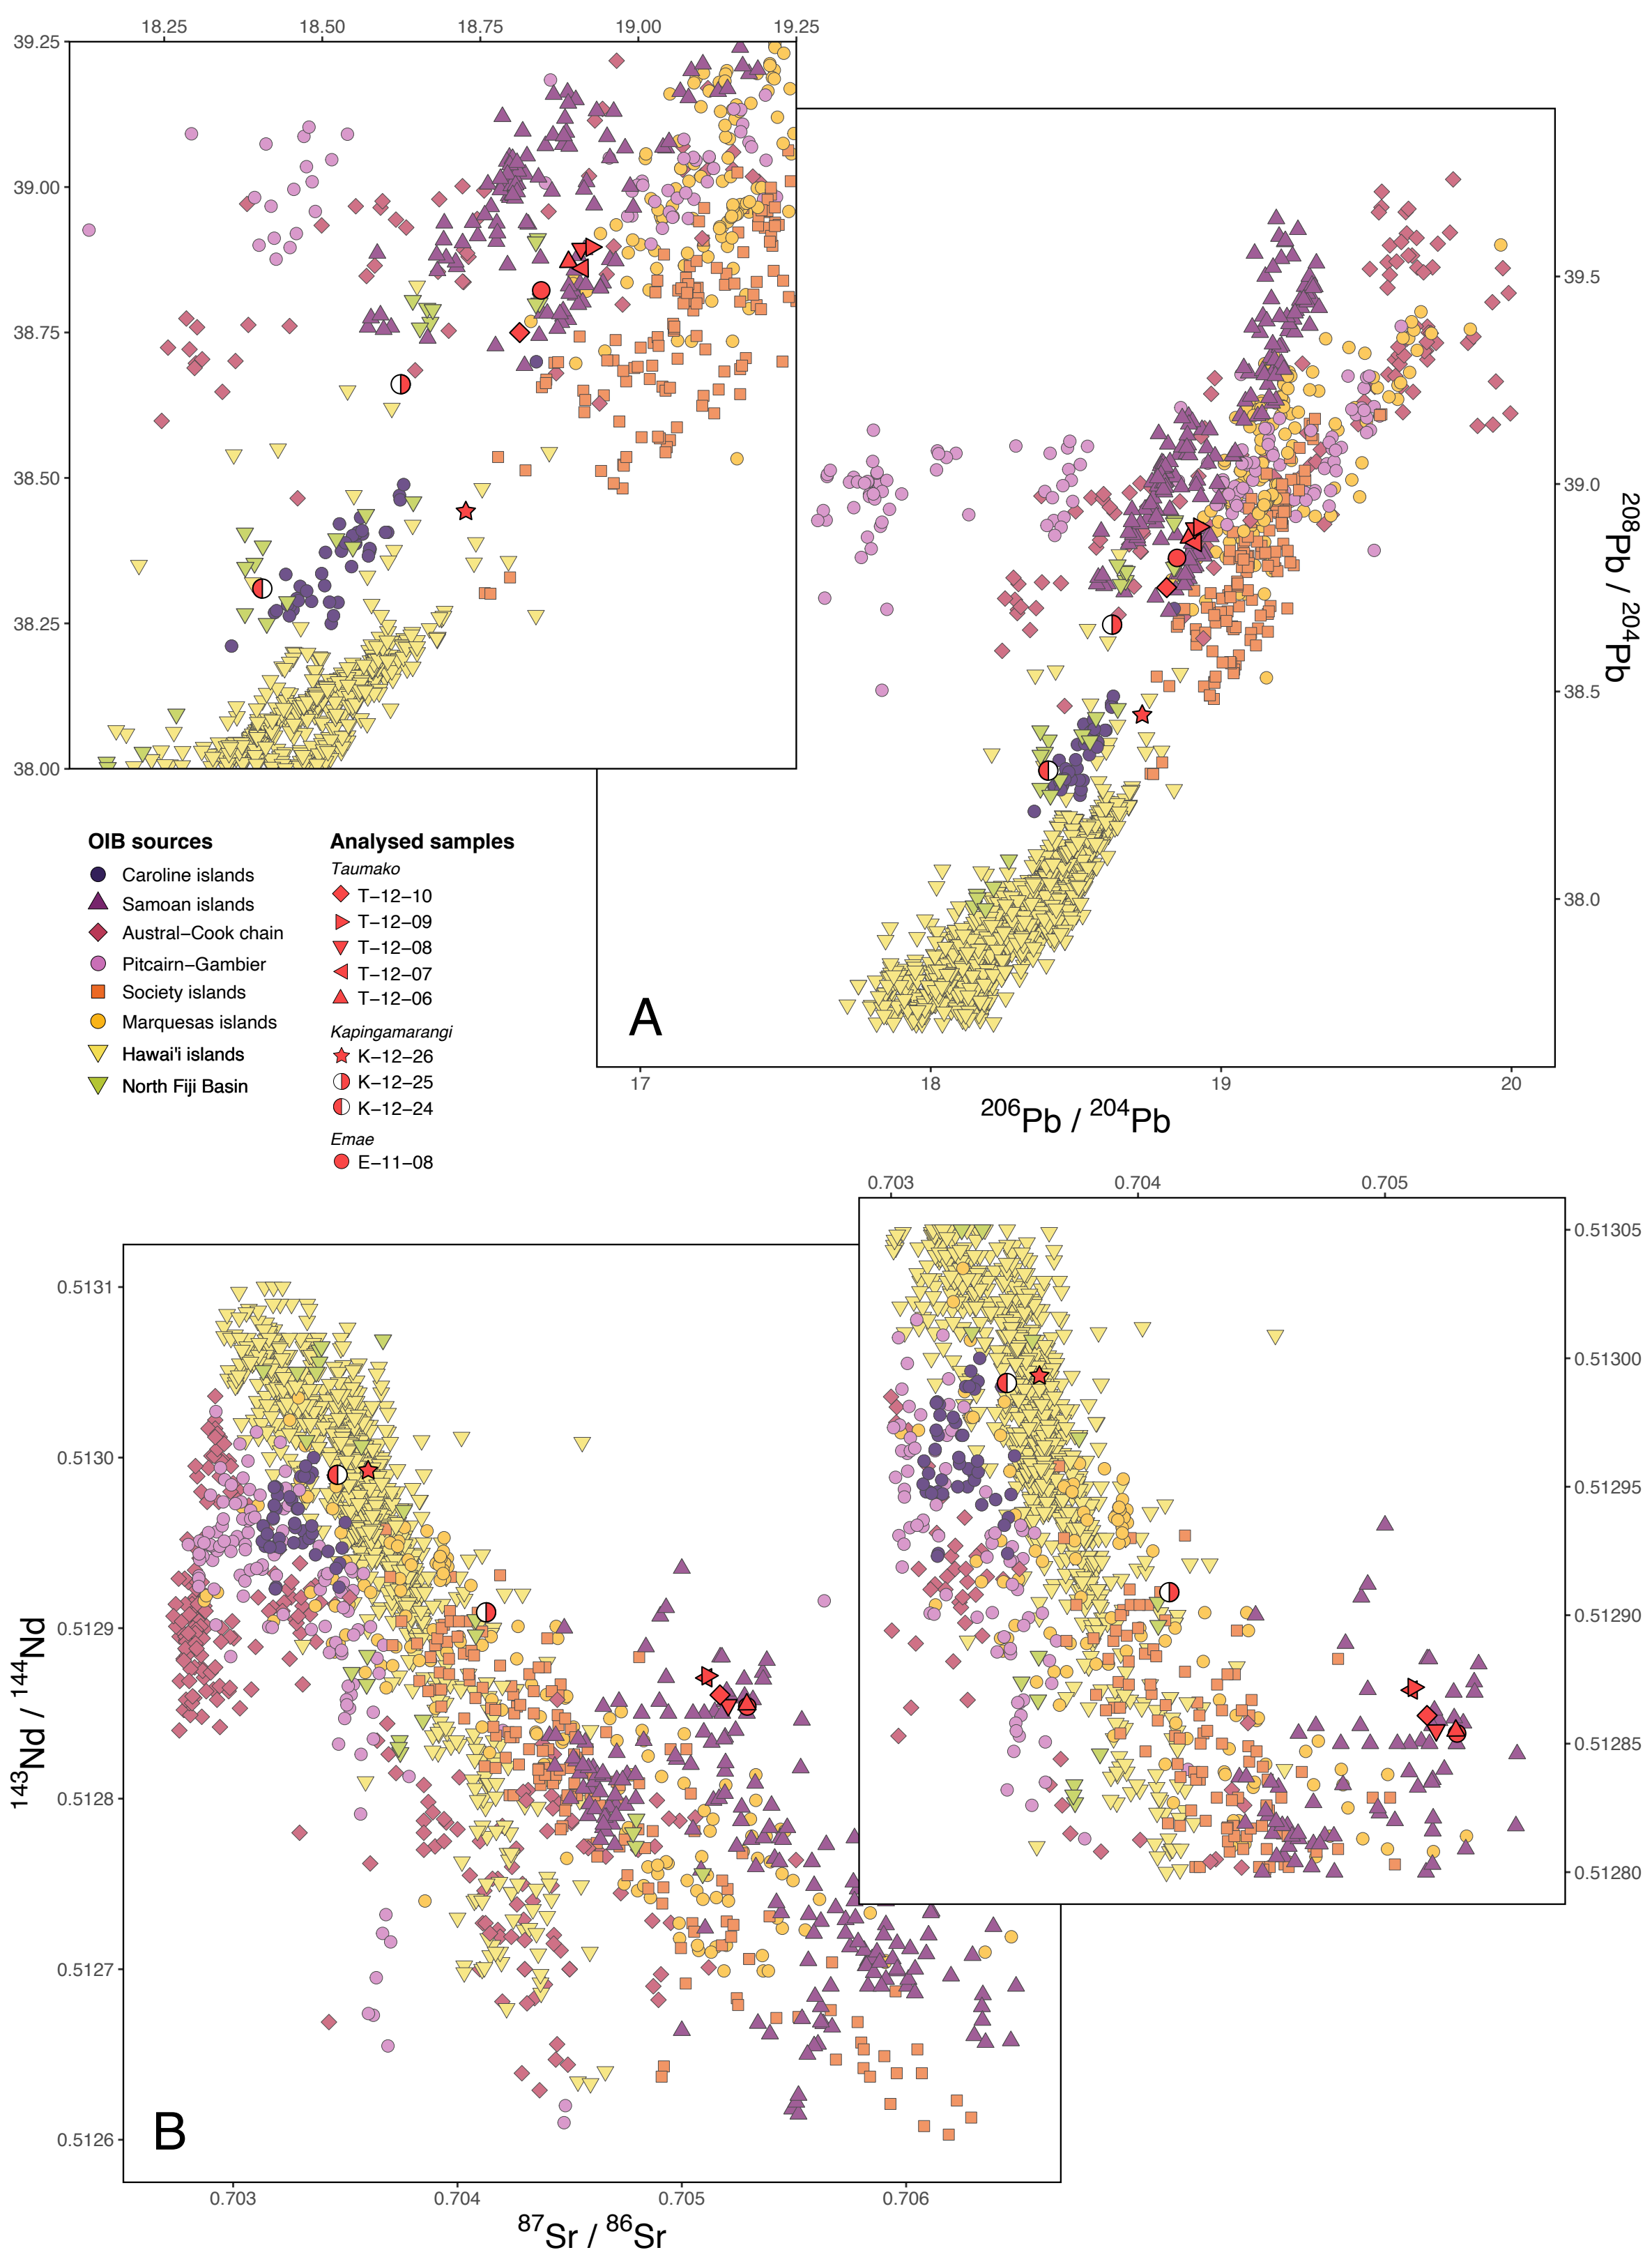 18.25 18.50 18.75 19.00 19.25
39.25
39.00
38.75
38.50
38.25
38.00
39.5
39.0
38.5
38.0
208Pb / 204Pb
A
17 18 19 20
206Pb / 204Pb
OIB sources
Caroline islands
Samoan islands
Austral–Cook chain
Pitcairn–Gambier
Society islands
Marquesas islands
Hawai'i islands
North Fiji Basin
Analysed samples
Taumako
T–12–10
T–12–09
T–12–08
T–12–07
T–12–06
Kapingamarangi
K–12–26
K–12–25
K–12–24
Emae
E–11–08
0.703 0.704 0.705
0.51305
0.51300
0.51295
0.51290
0.51285
0.51280
0.5131
0.5130
0.5129
0.5128
0.5127
0.5126
143Nd / 144Nd
B
0.703 0.704 0.705 0.706
87Sr / 86Sr